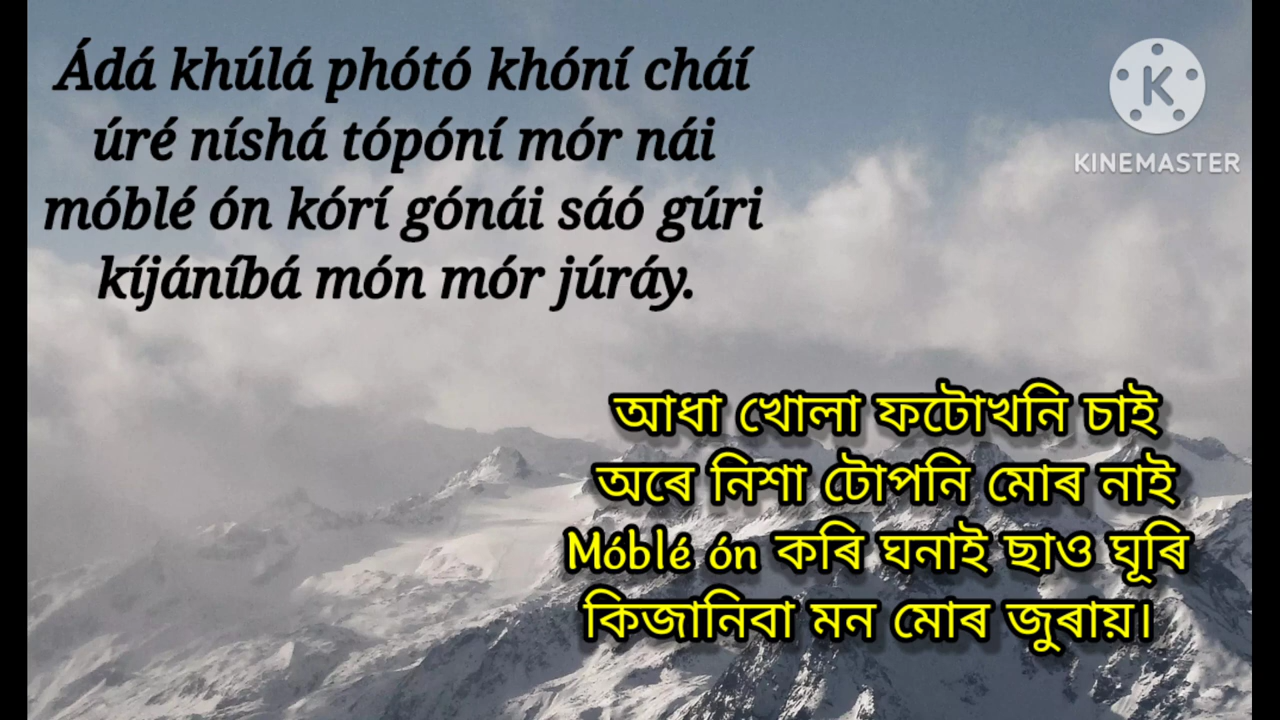 Ádá khúlá phótó khóní cháí
úré níshá tópóní mór nái
móblé ón kórí gónái sáó gúri
kíjáníbá món mór júráy.
KINEMASTER
আধা খোলা ফটোখনি চাই
অৰে নিশা টোপনি মোৰ নাই
Móblé ón কৰি ঘনাই ছাও ঘূৰি
কিজানিবা মন মোৰ জুৰায়।